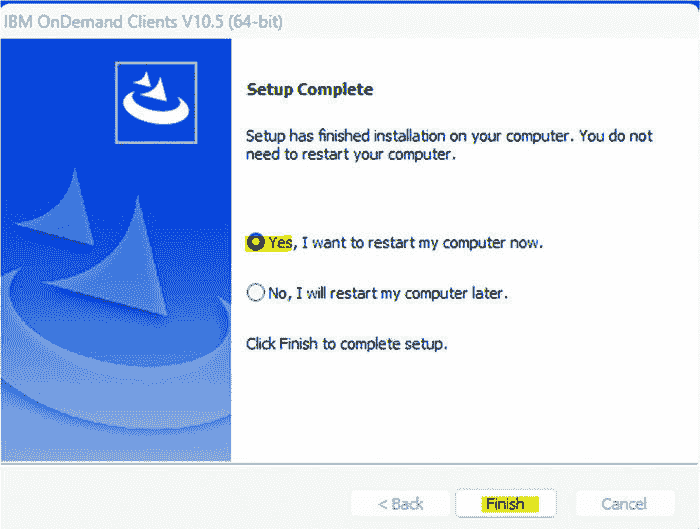 IBM OnDemand Clients V10.5 (64-bit)
Setup Complete
Setup has finished installation on your computer. You do not
need to restart your computer.
Yes, I want to restart my computer now.
No, I will restart my computer later.
Click Finish to complete setup.
< Back
Finish
Cancel